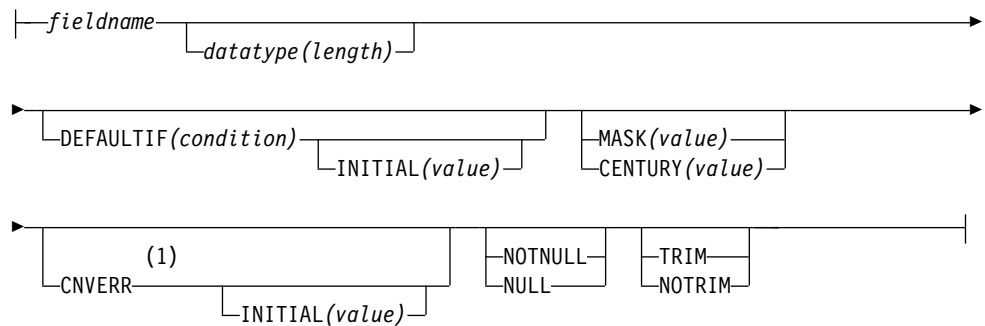 fieldname
datatype(length)
DEFAULTIF(condition)
INITIAL(value)
MASK(value)
CENTURY(value)
(1)
CNVERR
INITIAL(value)
NOTNULL
NULL
TRIM
NOTRIM